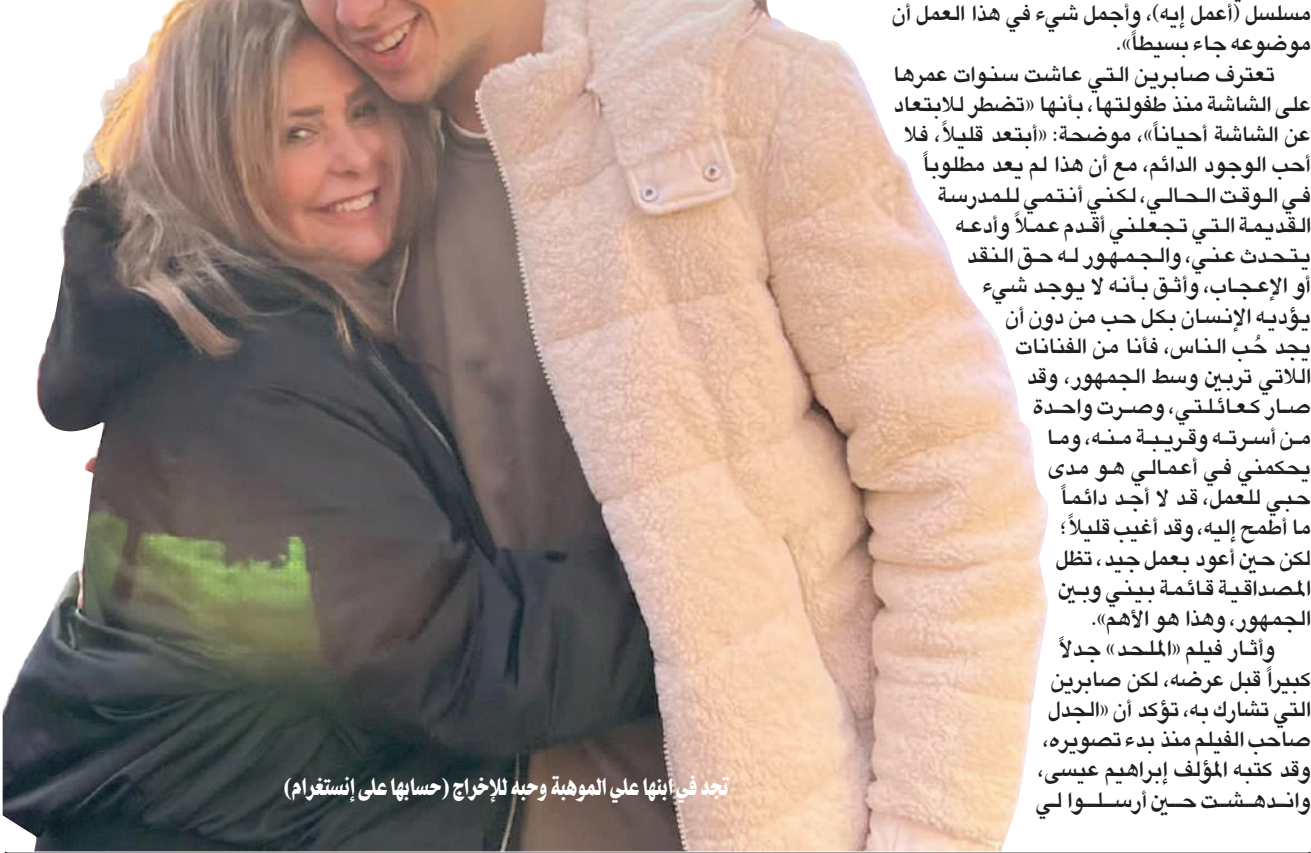 مسلسل (أعمل إيه)، وأجمل شيء في هذا العمل أن
موضوعه جاء بسيطاً».
تعترف صابرين التي عاشت سنوات عمرها
على الشاشة منذ طفولتها، بأنها «تضطر للابتعاد
عن الشاشة أحياناً»، موضحة: «أبتعد قليلاً، فلا
أحب الوجود الدائم، مع أن هذا لم يعد مطلوباً
في الوقت الحالي، لكني أنتمي للمدرسة
القديمة التي تجعلني أقدم عملاً وأدعه
يتحدث عني، والجمهور له حق النقد
أو الإعجاب، وأثق بأنه لا يوجد شيء
يؤديه الإنسان بكل حب من دون أن
يجد حُب الناس، فأنا من الفنانات
اللاتي تربين وسط الجمهور، وقد
صار كعائلتي، وصرت واحدة
من أسرته وقريبة منه، وما
يحكمني في أعمالي هو مدى
حبي للعمل، قد لا أجد دائماً
ما أطمح إليه، وقد أغيب قليلاً؛
لكن حين أعود بعمل جيد، تظل
المصداقية قائمة بيني وبين
الجمهور، وهذا هو الأهم».
وأثار فيلم «الملحد» جدلاً
كبيراً قبل عرضه، لكن صابرين
التي تشارك به، تؤكد أن «الجدل
صاحب الفيلم منذ بدء تصويره،
وقد كتبه المؤلف إبراهيم عيسى،
واندهشت حين أرسلوا لي
تجد في ابنها علي الموهبة وحبه للإخراج (حسابها على إنستغرام)